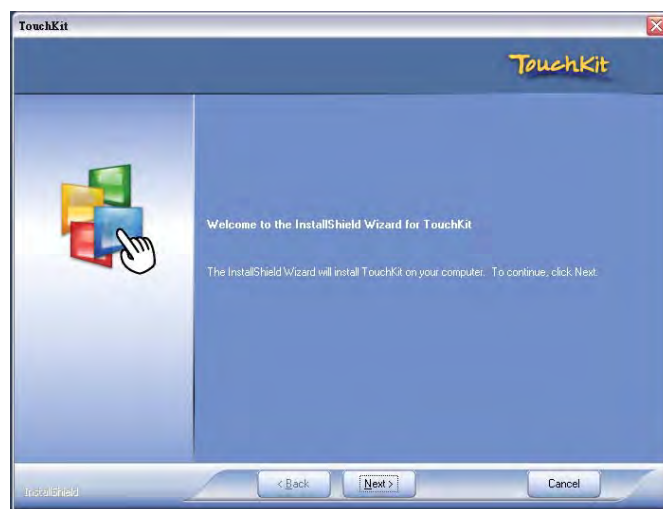 TouchKit
TouchKit
Welcome to the InstallShield Wizard for TouchKit
The InstallShield Wizard will install TouchKit on your computer. To continue, click Next.
InstallShield
< Back
Next >
Cancel